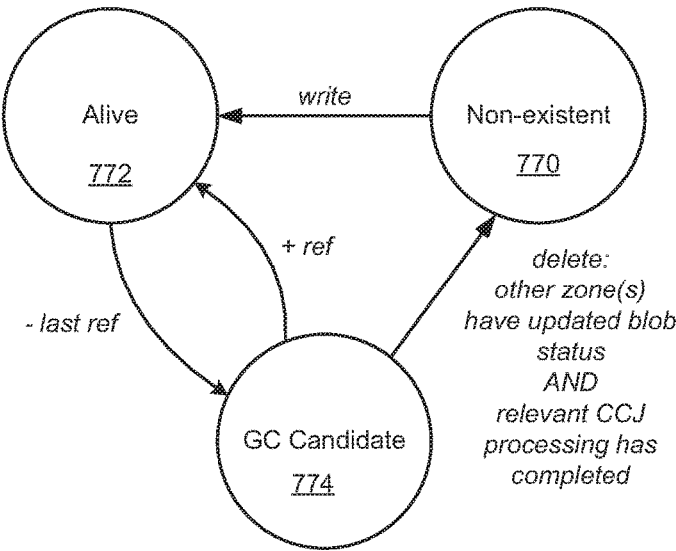 Alive
772
write
Non-existent
770
+ ref
- last ref
delete:
other zone(s)
have updated blob
status
AND
relevant CCJ
processing has
completed
GC Candidate
774